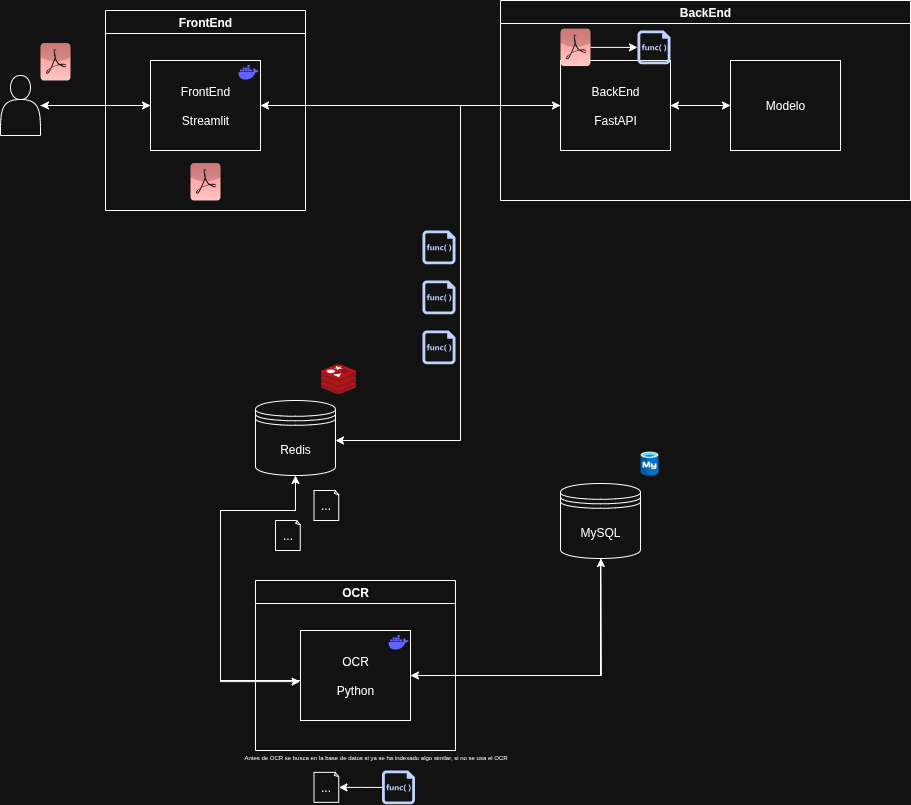 FrontEnd
BackEnd
func( )
FrontEnd
Streamlit
BackEnd
FastAPI
Modelo
func( )
func( )
func( )
Redis
My
...
...
MySQL
OCR
OCR
Python
Antes de OCR se busca en la base de datos si ya se ha indexado algo similar, si no se usa el OCR
...
func( )